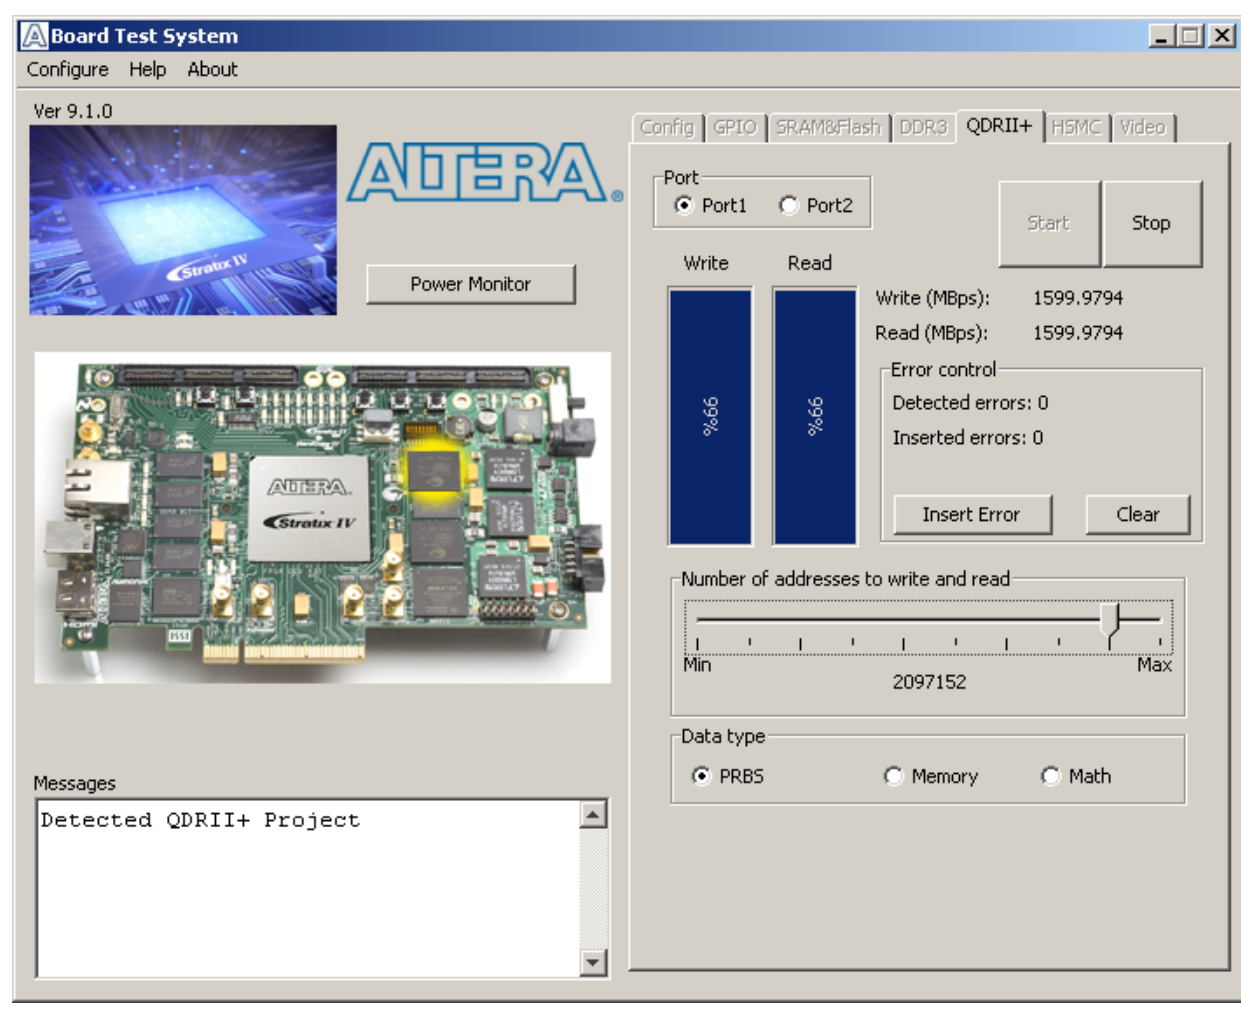 Board Test System
Configure Help About
Ver 9.1.0
Stratix IV
ALTERA®
Power Monitor
ALTERA®
Stratix IV
Messages
Detected QDRII+ Project
Config GPIO SRAM&Flash DDR3 QDRII+ HSMC Video
Port
Port1 Port2
Start Stop
Write Read
99% 99%
Write (MBps): 1599.9794
Read (MBps): 1599.9794
Error control
Detected errors: 0
Inserted errors: 0
Insert Error Clear
Number of addresses to write and read
Min Max
2097152
Data type
PRBS Memory Math